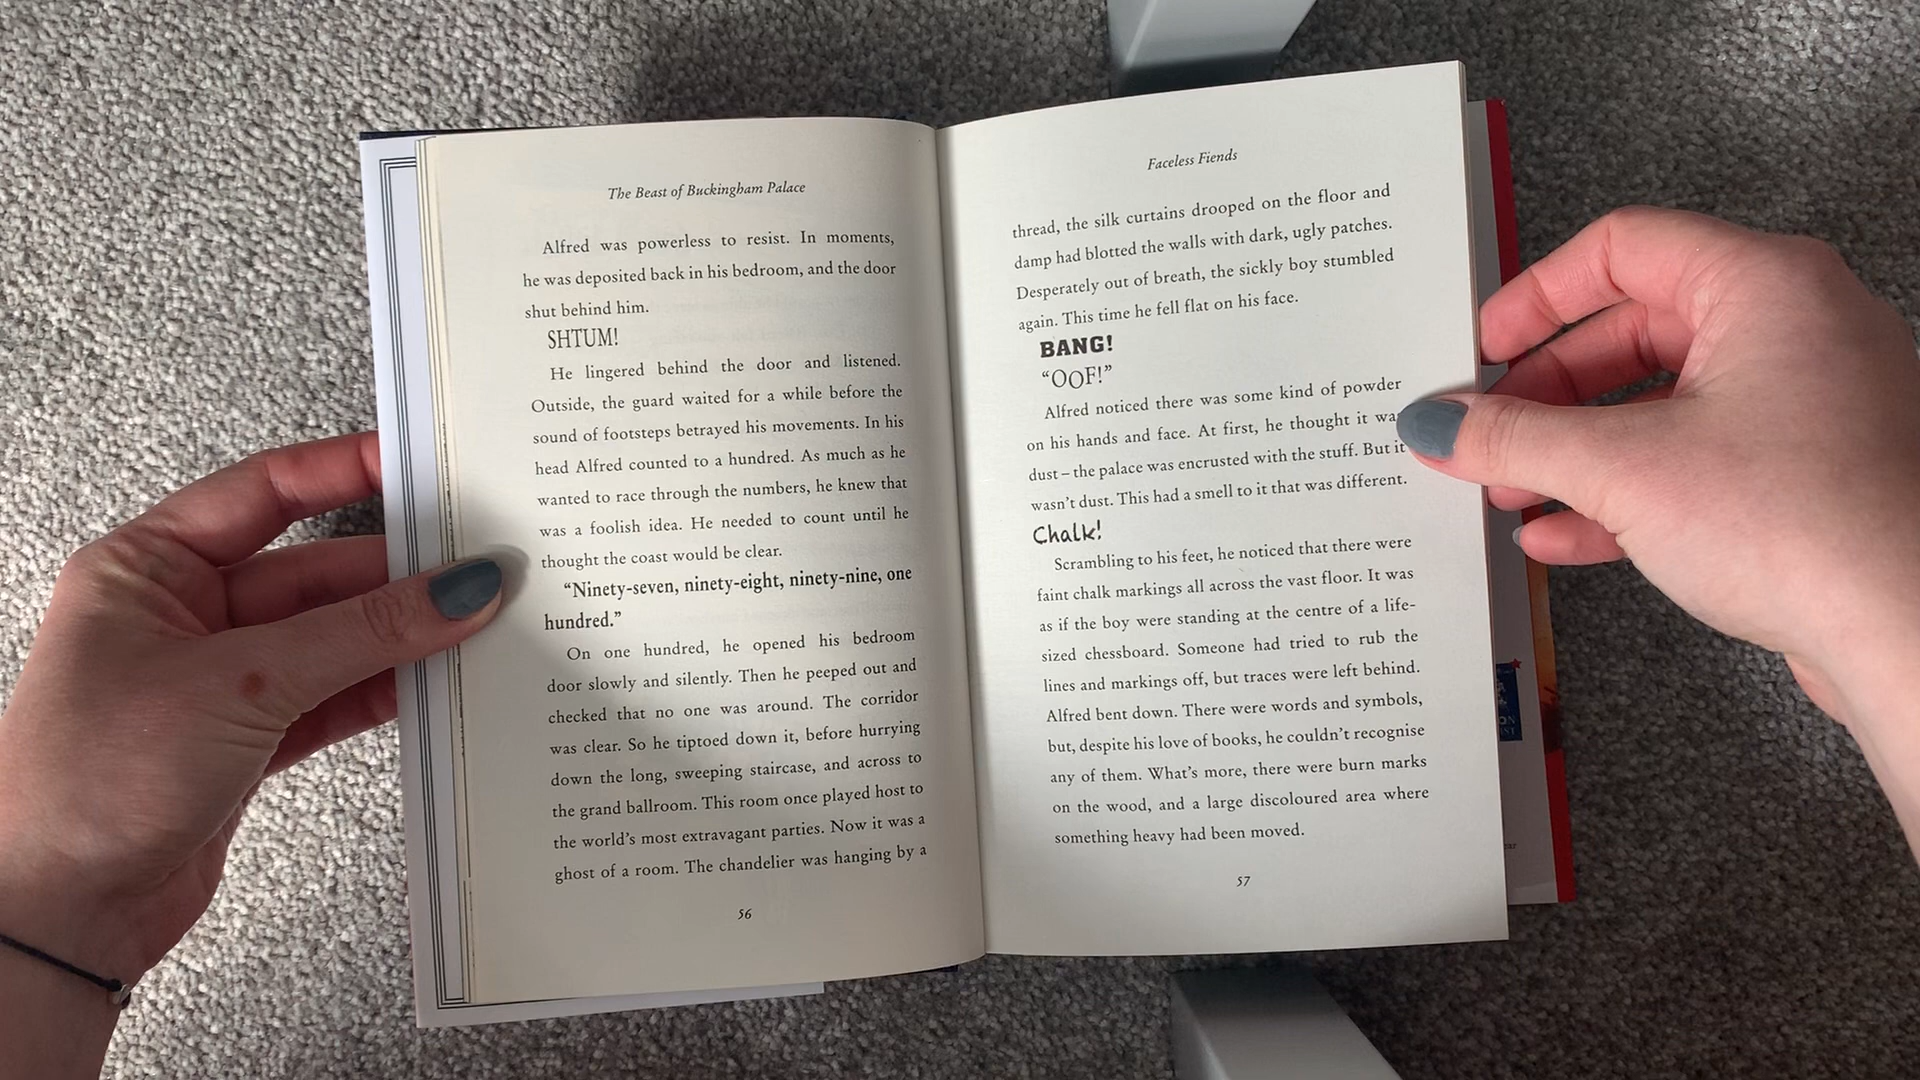 The Beast of Buckingham Palace
Alfred was powerless to resist. In moments,
he was deposited back in his bedroom, and the door
shut behind him.
SHTUM!
He lingered behind the door and listened.
Outside, the guard waited for a while before the
sound of footsteps betrayed his movements. In his
head Alfred counted to a hundred. As much as he
wanted to race through the numbers, he knew that
was a foolish idea. He needed to count until he
thought the coast would be clear.
“Ninety-seven, ninety-eight, ninety-nine, one
hundred.”
On one hundred, he opened his bedroom
door slowly and silently. Then he peeped out and
checked that no one was around. The corridor
was clear. So he tiptoed down it, before hurrying
down the long, sweeping staircase, and across to
the grand ballroom. This room once played host to
the world’s most extravagant parties. Now it was a
ghost of a room. The chandelier was hanging by a
56
Faceless Fiends
thread, the silk curtains drooped on the floor and
damp had blotted the walls with dark, ugly patches.
Desperately out of breath, the sickly boy stumbled
again. This time he fell flat on his face.
BANG!
“OOF!”
Alfred noticed there was some kind of powder
on his hands and face. At first, he thought it was
dust – the palace was encrusted with the stuff. But it
wasn’t dust. This had a smell to it that was different.
Chalk!
Scrambling to his feet, he noticed that there were
faint chalk markings all across the vast floor. It was
as if the boy were standing at the centre of a life-
sized chessboard. Someone had tried to rub the
lines and markings off, but traces were left behind.
Alfred bent down. There were words and symbols,
but, despite his love of books, he couldn’t recognise
any of them. What’s more, there were burn marks
on the wood, and a large discoloured area where
something heavy had been moved.
57